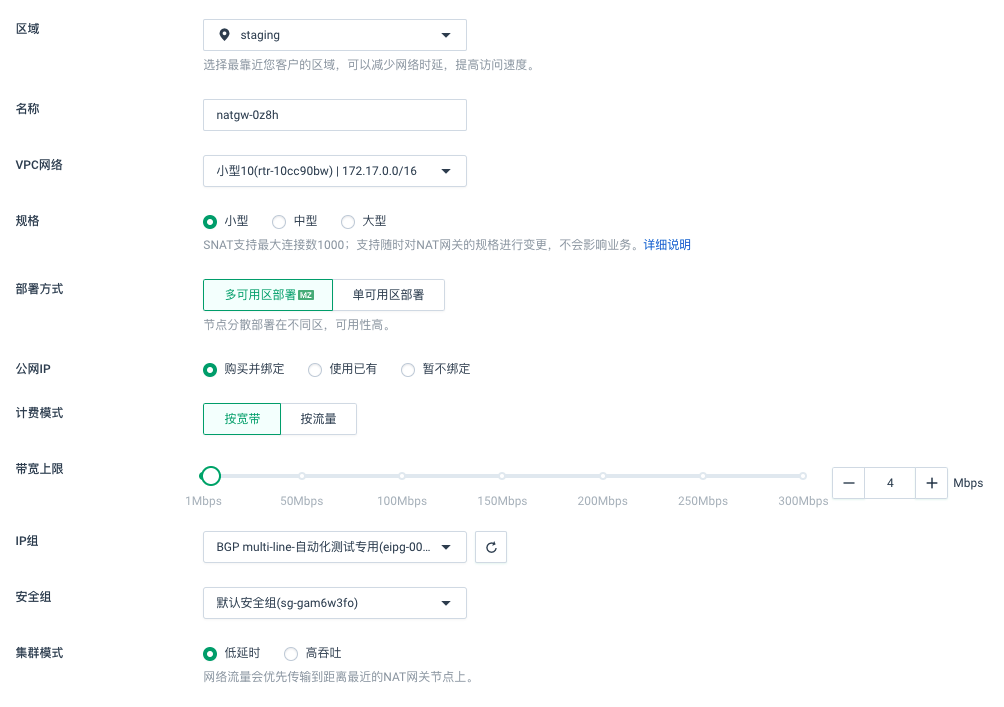 区域
staging
选择最靠近您客户的区域，可以减少网络时延，提高访问速度。
名称
natgw-0z8h
VPC网络
小型10(rtr-10cc90bw) | 172.17.0.0/16
规格
小型 中型 大型
SNAT支持最大连接数1000；支持随时对NAT网关的规格进行变更，不会影响业务。详细说明
部署方式
多可用区部署 MZ 单可用区部署
节点分散部署在不同区，可用性高。
公网IP
购买并绑定 使用已有 暂不绑定
计费模式
按宽带 按流量
带宽上限
4 Mbps
1Mbps 50Mbps 100Mbps 150Mbps 200Mbps 250Mbps 300Mbps
IP组
BGP multi-line-自动化测试专用(eipg-00...
安全组
默认安全组(sg-gam6w3fo)
集群模式
低延时 高吞吐
网络流量会优先传输到距离最近的NAT网关节点上。